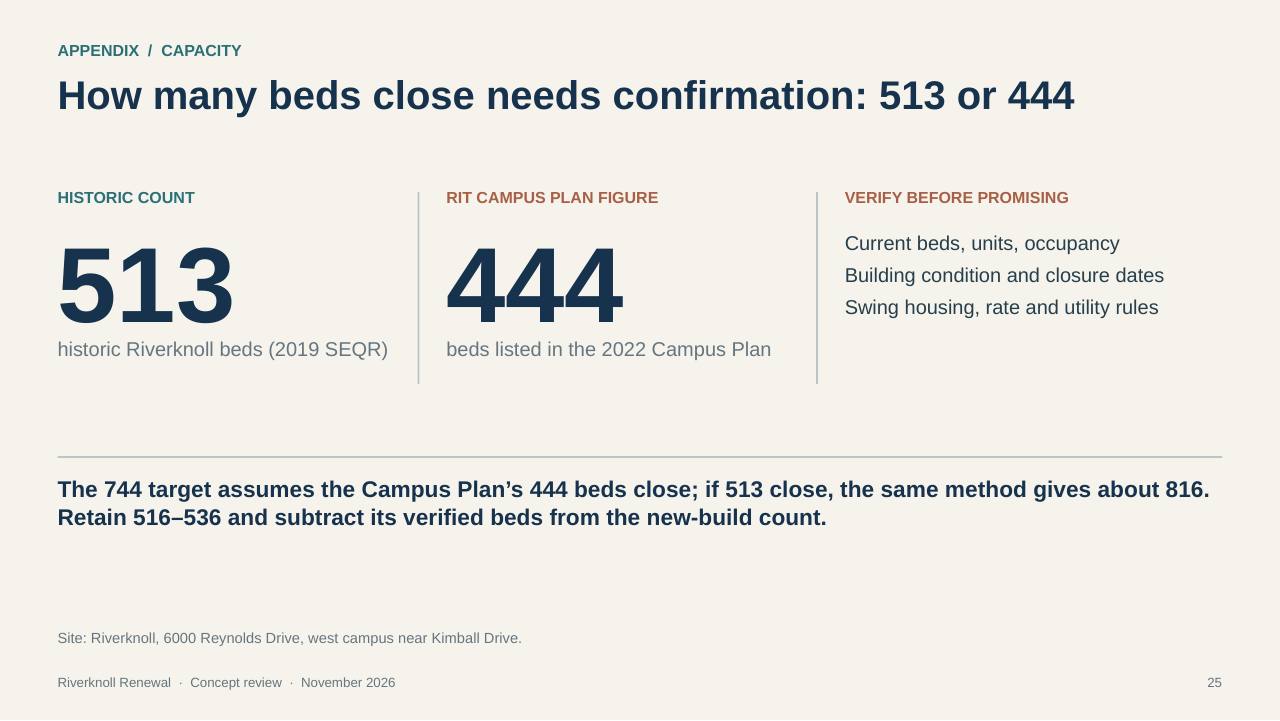 APPENDIX / CAPACITY
How many beds close needs confirmation: 513 or 444
HISTORIC COUNT
513
historic Riverknoll beds (2019 SEQR)
RIT CAMPUS PLAN FIGURE
444
beds listed in the 2022 Campus Plan
VERIFY BEFORE PROMISING
Current beds, units, occupancy
Building condition and closure dates
Swing housing, rate and utility rules
The 744 target assumes the Campus Plan’s 444 beds close; if 513 close, the same method gives about 816.
Retain 516–536 and subtract its verified beds from the new-build count.
Site: Riverknoll, 6000 Reynolds Drive, west campus near Kimball Drive.
Riverknoll Renewal · Concept review · November 2026
25